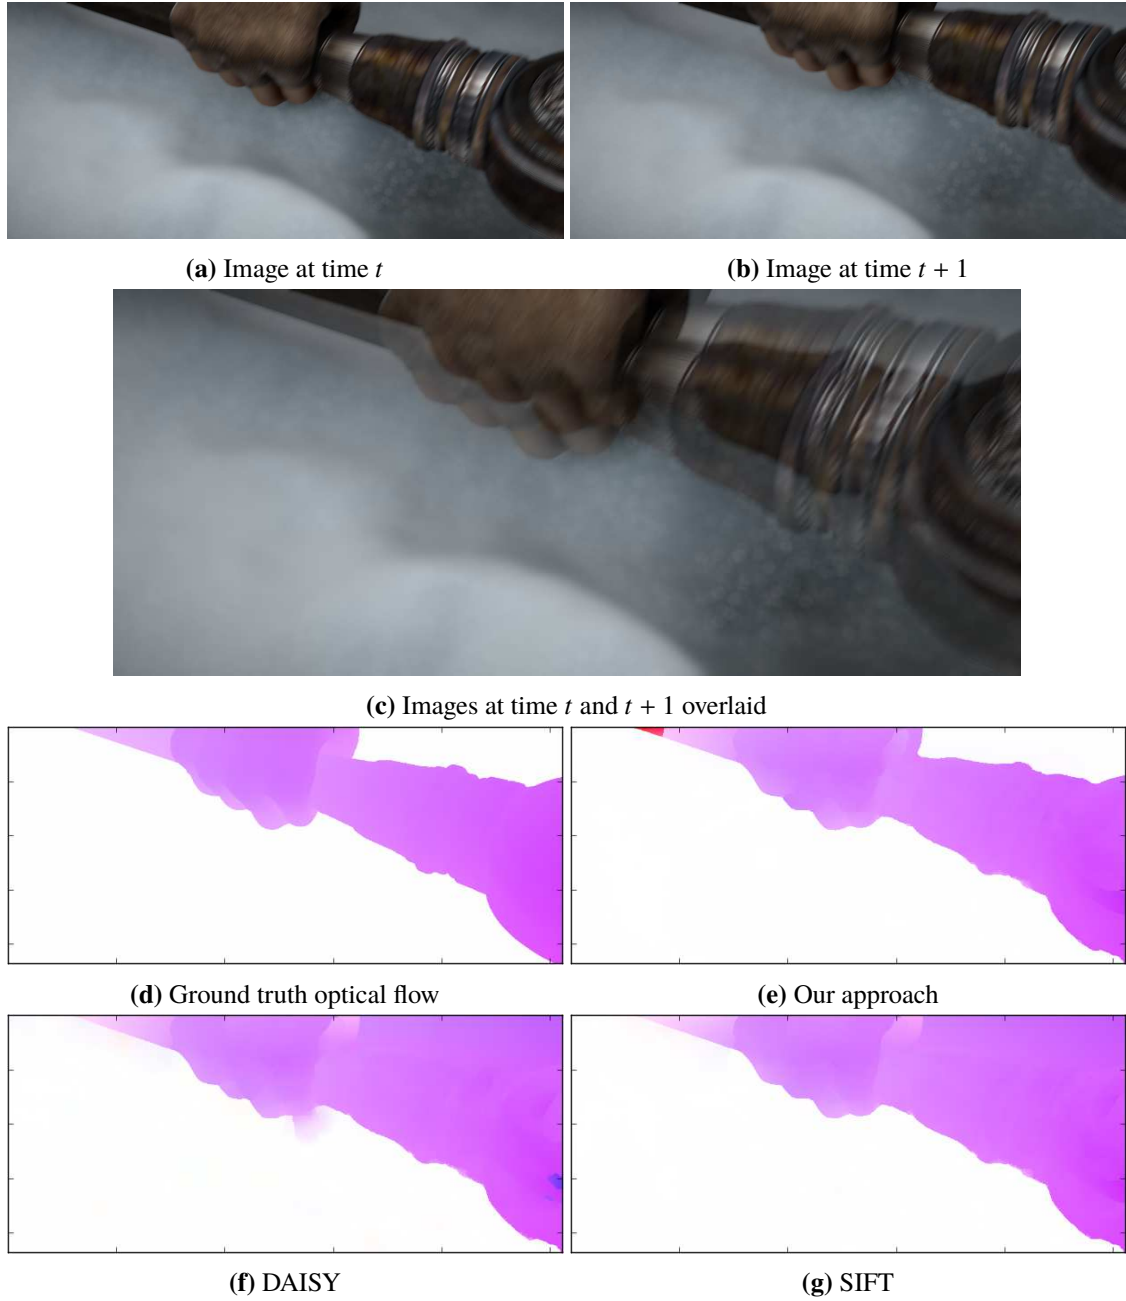 (a) Image at time t
(b) Image at time t + 1
(c) Images at time t and t + 1 overlaid
(d) Ground truth optical flow
(e) Our approach
(f) DAISY
(g) SIFT